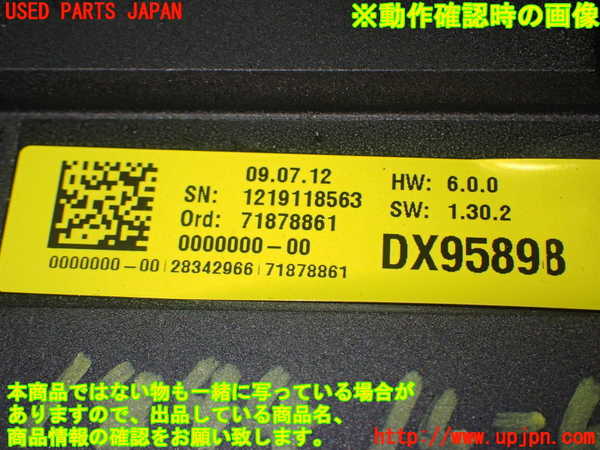 USED PARTS JAPAN
※動作確認時の画像
09.07.12
SN: 1219118563
Ord: 71878861
0000000-00
0000000-00 | 28342966 | 71878861
HW: 6.0.0
SW: 1.30.2
DX95898
本商品ではない物も一緒に写っている場合が
ありますので、出品している商品名、
商品情報の確認をお願い致します。
http://www.upjpn.com/